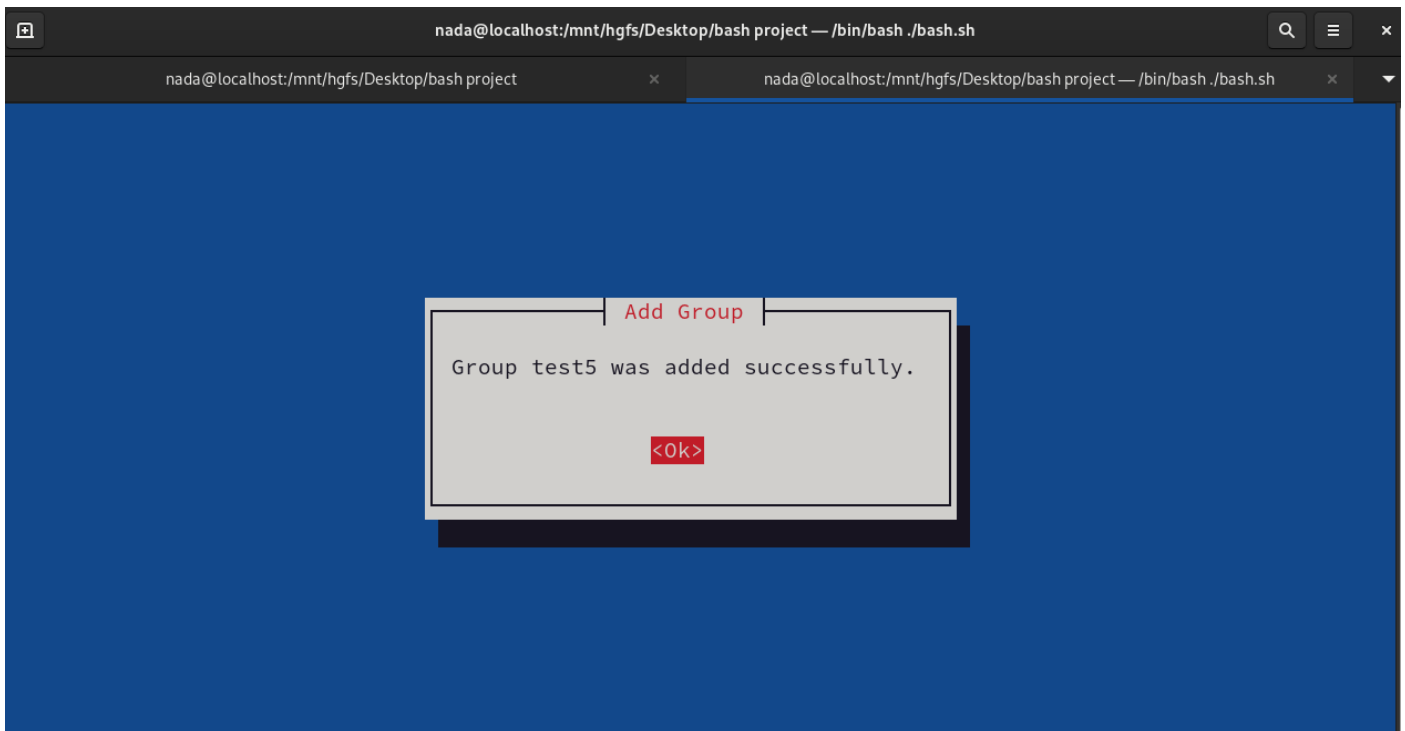 nada@localhost:/mnt/hgfs/Desktop/bash project — /bin/bash ./bash.sh
nada@localhost:/mnt/hgfs/Desktop/bash project
nada@localhost:/mnt/hgfs/Desktop/bash project — /bin/bash ./bash.sh
Add Group
Group test5 was added successfully.
<Ok>